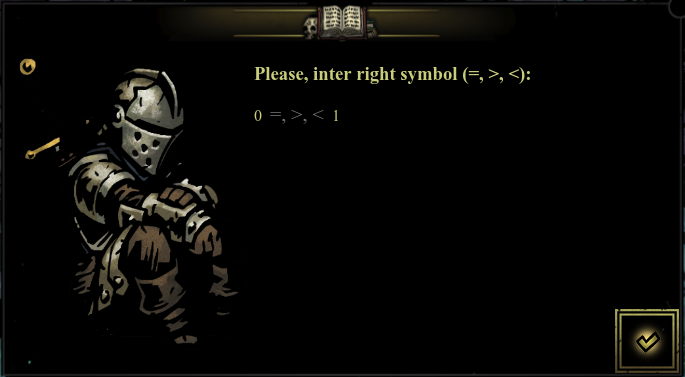 Please, inter right symbol (=, >, <):
0 =, >, < 1